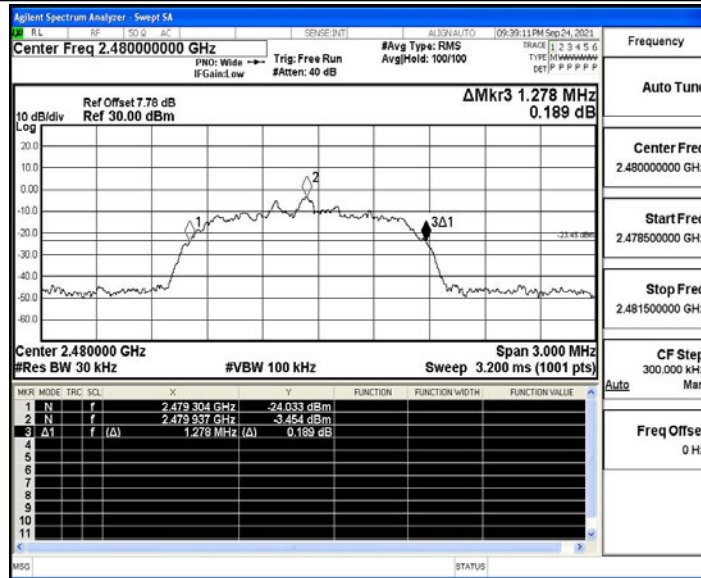 Agilent Spectrum Analyzer - Swept SA
RL RF 50 Ω AC SENSE:INT ALIGN AUTO 09:39:11 PM Sep 24, 2021
Center Freq 2.480000000 GHz
PNO: Wide
IFGain:Low
Trig: Free Run
#Atten: 40 dB
#Avg Type: RMS
Avg|Hold: 100/100
TRACE 1 2 3 4 5 6
TYPE M WWWWW
DET P P P P P P
Ref Offset 7.78 dB
10 dB/div Ref 30.00 dBm
Log
ΔMkr3 1.278 MHz
0.189 dB
20.0
10.0
0.00
-10.0
-20.0
-30.0
-40.0
-50.0
-60.0
1
2
3Δ1
-23.45 dBm
Center 2.480000 GHz Span 3.000 MHz
#Res BW 30 kHz #VBW 100 kHz Sweep 3.200 ms (1001 pts)
MKR MODE TRC SCL X Y FUNCTION FUNCTION WIDTH FUNCTION VALUE
1 N f 2.479 304 GHz -24.033 dBm
2 N f 2.479 937 GHz -3.454 dBm
3 Δ1 f (Δ) 1.278 MHz (Δ) 0.189 dB
4
5
6
7
8
9
10
11
MSG STATUS
Frequency
Auto Tune
Center Freq
2.480000000 GHz
Start Freq
2.478500000 GHz
Stop Freq
2.481500000 GHz
CF Step
300.000 kHz
Auto Man
Freq Offset
0 Hz